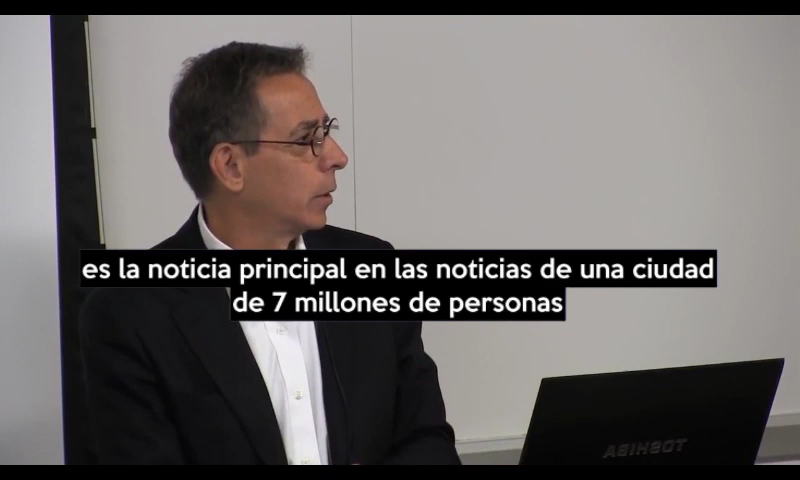 es la noticia principal en las noticias de una ciudad
de 7 millones de personas
TOSHIBA